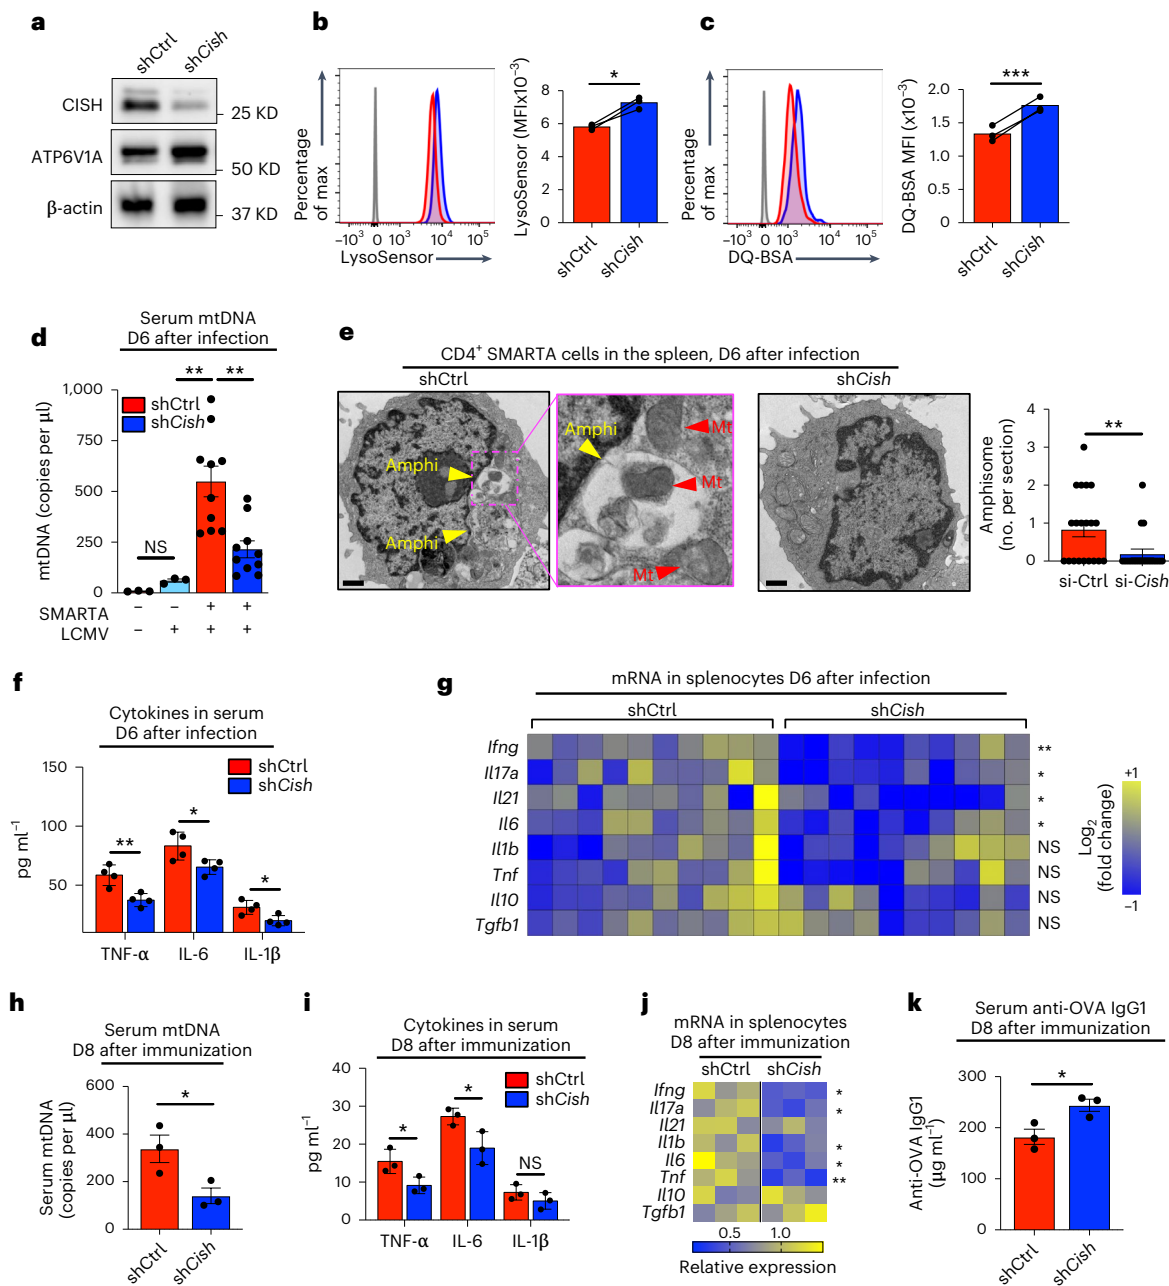 a
shCtrl
shCish
CISH
25 KD
ATP6V1A
50 KD
β-actin
37 KD
b
Percentage
of max
–10³ 0 10³ 10⁴ 10⁵
LysoSensor
LysoSensor (MFIx10⁻³)
8
6
4
2
0
*
shCtrl
shCish
c
Percentage
of max
–10³ 0 10³ 10⁴ 10⁵
DQ-BSA
DQ-BSA MFI (x10⁻³)
2.0
1.5
1.0
0.5
0
***
shCtrl
shCish
d
Serum mtDNA
D6 after infection
mtDNA (copies per µl)
1,000
750
500
250
0
shCtrl
shCish
NS
**
**
SMARTA – – + +
LCMV – + + +
e
CD4⁺ SMARTA cells in the spleen, D6 after infection
shCtrl
shCish
Amphi
Amphi
Amphi
Mt
Mt
Mt
Amphisome
(no. per section)
4
3
2
1
0
**
si-Ctrl
si-Cish
f
Cytokines in serum
D6 after infection
pg ml⁻¹
150
100
50
shCtrl
shCish
**
*
*
TNF-α
IL-6
IL-1β
g
mRNA in splenocytes D6 after infection
shCtrl
shCish
Ifng **
Il17a *
Il21 *
Il6 *
Il1b NS
Tnf NS
Il10 NS
Tgfb1 NS
Log₂
(fold change)
+1
–1
h
Serum mtDNA
D8 after immunization
Serum mtDNA
(copies per µl)
600
400
200
0
*
shCtrl
shCish
i
Cytokines in serum
D8 after immunization
pg ml⁻¹
40
30
20
10
0
shCtrl
shCish
*
*
NS
TNF-α
IL-6
IL-1β
j
mRNA in splenocytes
D8 after immunization
shCtrl
shCish
Ifng *
Il17a *
Il21
Il1b *
Il6 *
Tnf **
Il10
Tgfb1
0.5 1.0
Relative expression
k
Serum anti-OVA IgG1
D8 after immunization
Anti-OVA IgG1
(µg ml⁻¹)
300
200
100
0
*
shCtrl
shCish